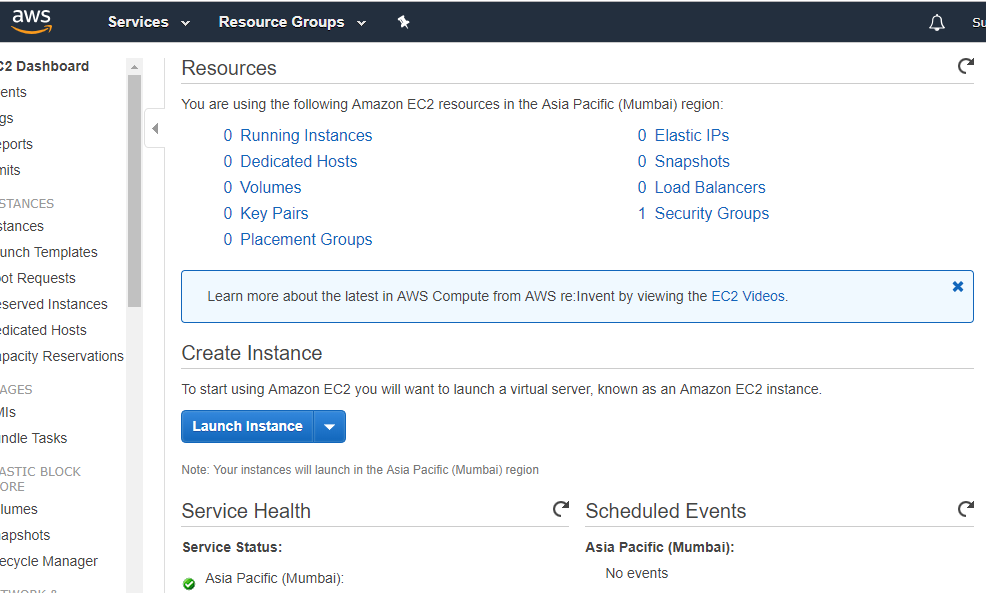 aws Services Resource Groups Su
C2 Dashboard
ents
gs
ports
mits
STANCES
stances
unch Templates
ot Requests
served Instances
dicated Hosts
pacity Reservations
AGES
MIs
ndle Tasks
ASTIC BLOCK
ORE
lumes
apshots
ecycle Manager
Resources
You are using the following Amazon EC2 resources in the Asia Pacific (Mumbai) region:
0 Running Instances
0 Dedicated Hosts
0 Volumes
0 Key Pairs
0 Placement Groups
0 Elastic IPs
0 Snapshots
0 Load Balancers
1 Security Groups
Learn more about the latest in AWS Compute from AWS re:Invent by viewing the EC2 Videos.
Create Instance
To start using Amazon EC2 you will want to launch a virtual server, known as an Amazon EC2 instance.
Launch Instance
Note: Your instances will launch in the Asia Pacific (Mumbai) region
Service Health
Service Status:
Asia Pacific (Mumbai):
Scheduled Events
Asia Pacific (Mumbai):
No events